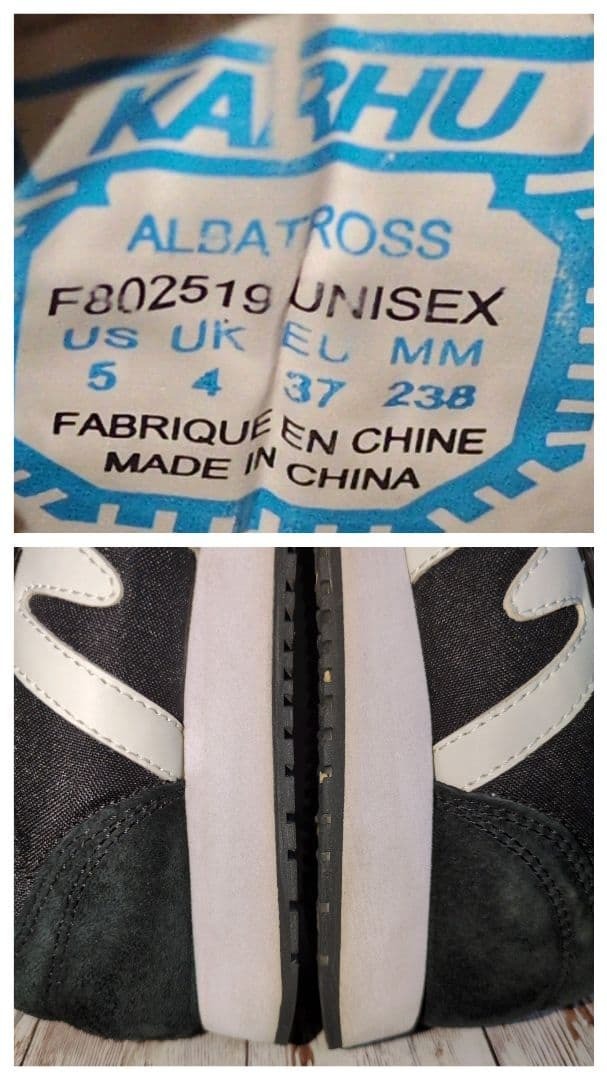 KARHU
ALBATROSS
F802519 UNISEX
US UK EU MM
5 4 37 238
FABRIQUE EN CHINE
MADE IN CHINA